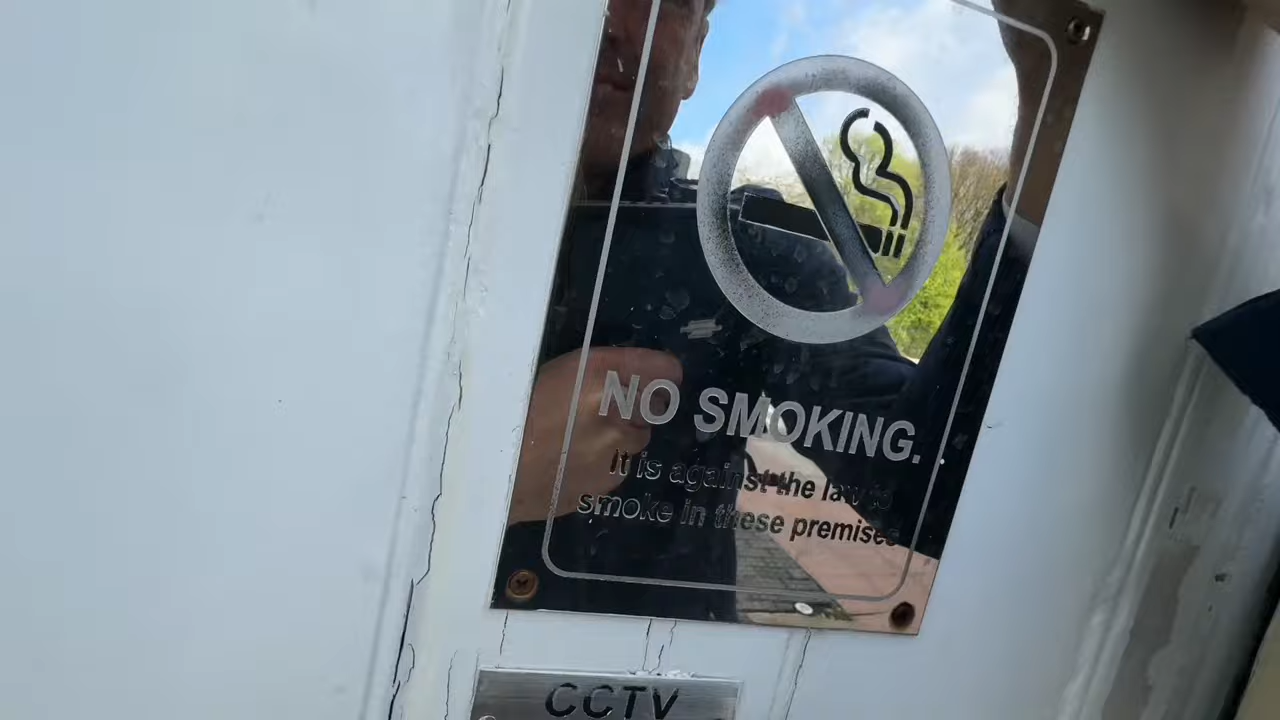 NO SMOKING.
It is against the law to
smoke in these premises
CCTV